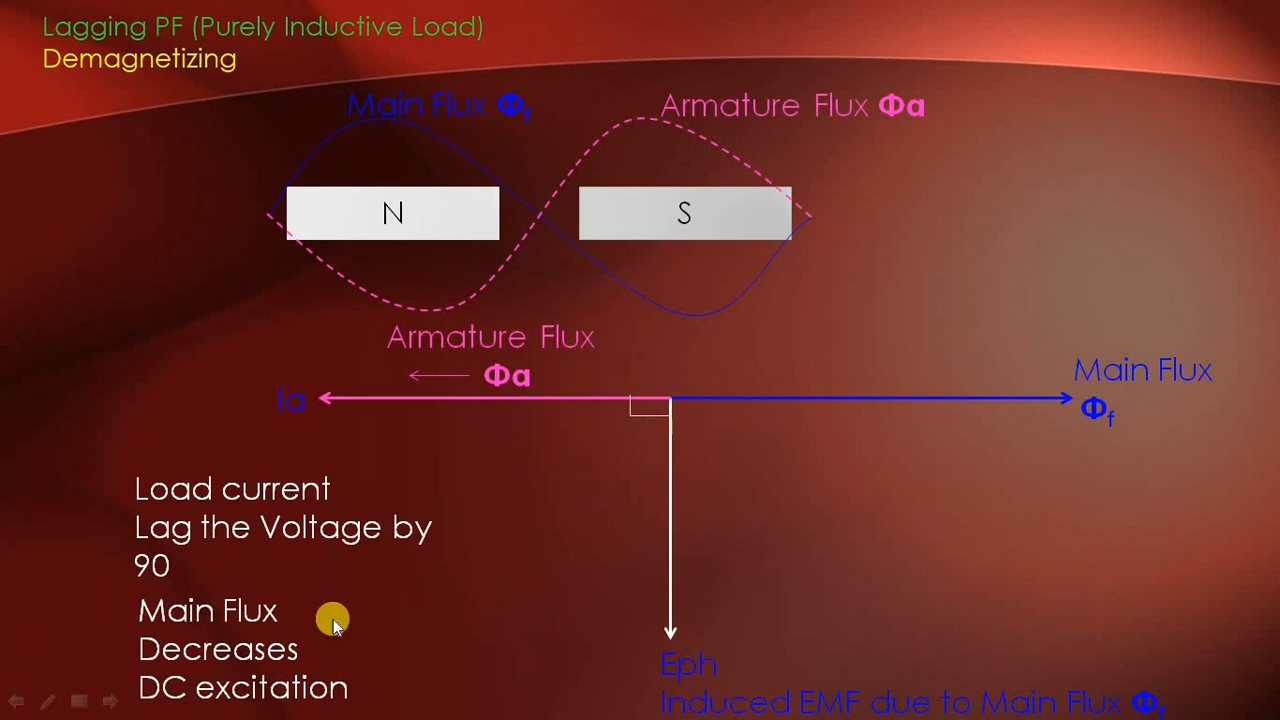 Lagging PF (Purely Inductive Load)
Demagnetizing
Main Flux Φf
Armature Flux Φa
N
S
Armature Flux
Φa
Ia
Main Flux
Φf
Load current
Lag the Voltage by
90
Main Flux
Decreases
DC excitation
Eph
Induced EMF due to Main Flux Φf